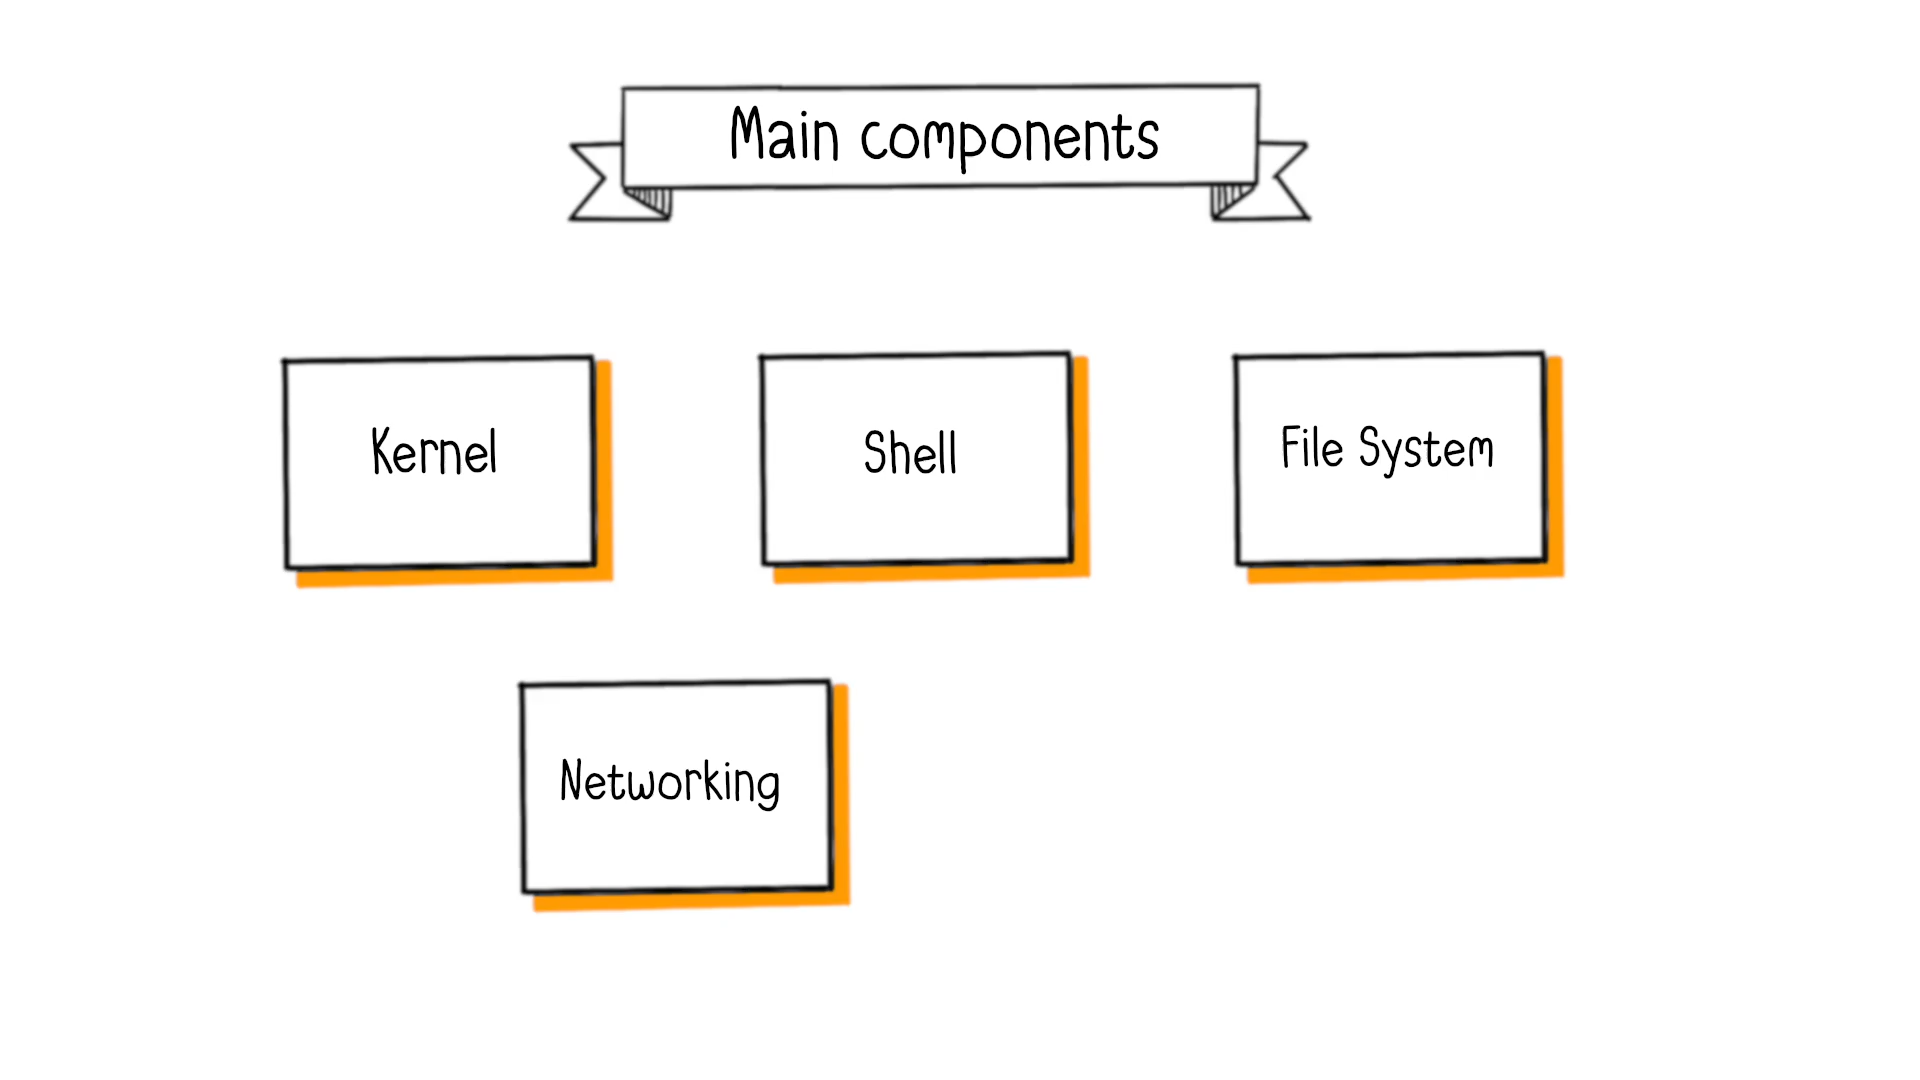 Main components
Kernel
Shell
File System
Networking